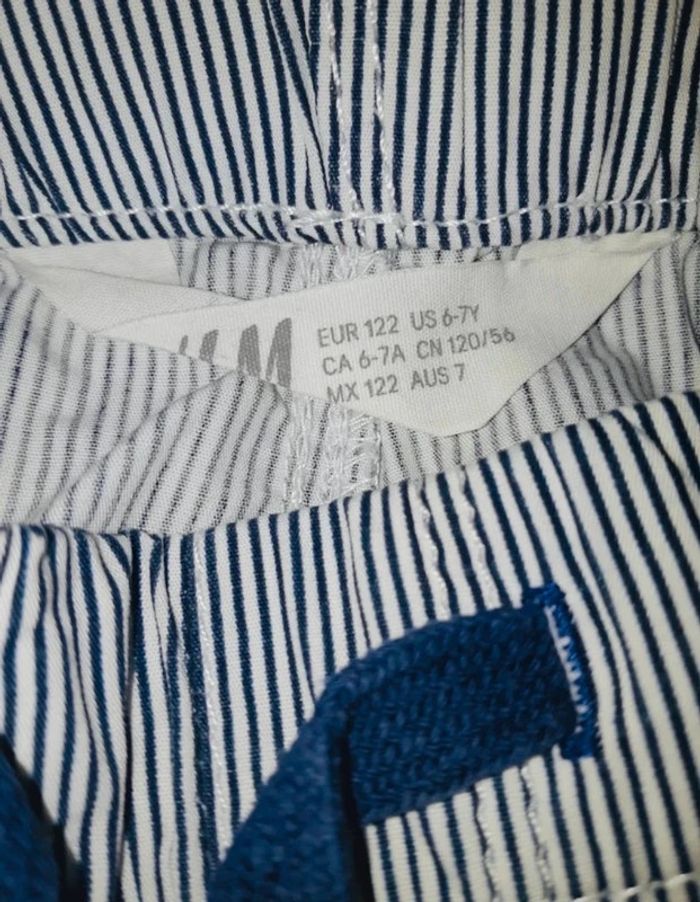 H&M
EUR 122 US 6-7Y
CA 6-7A CN 120/56
MX 122 AUS 7